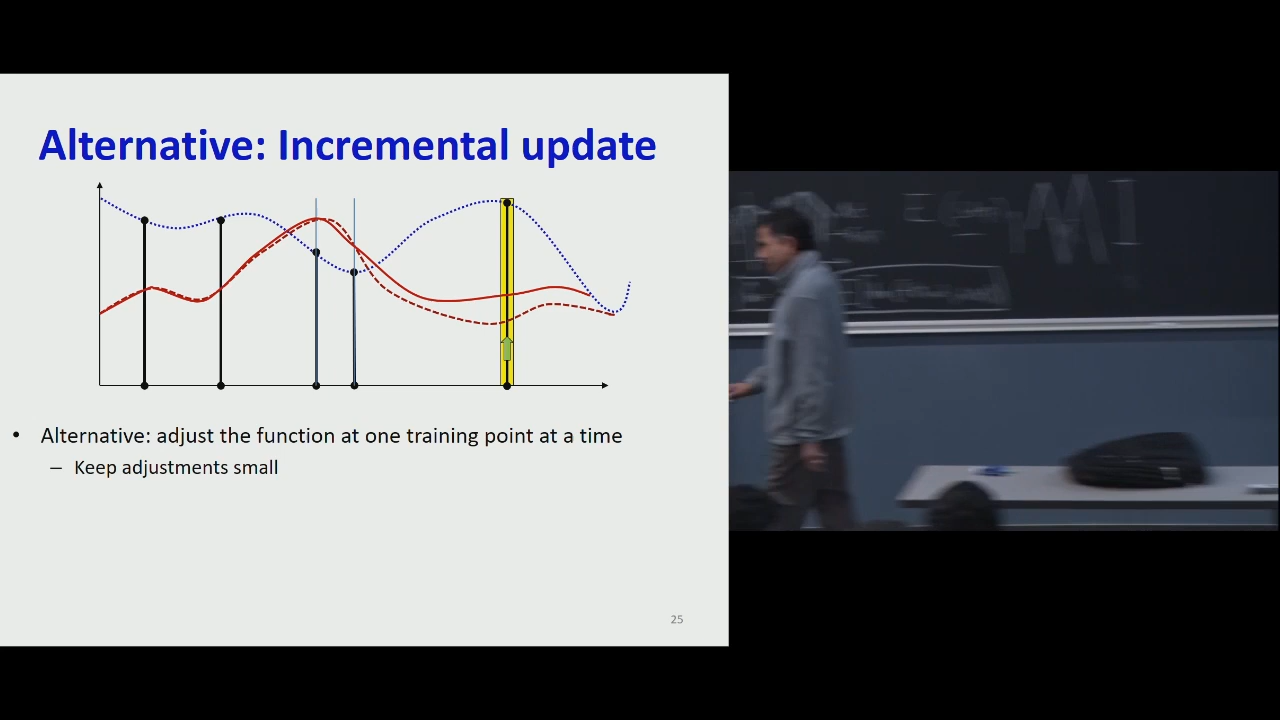 Alternative: Incremental update
• Alternative: adjust the function at one training point at a time
– Keep adjustments small
25